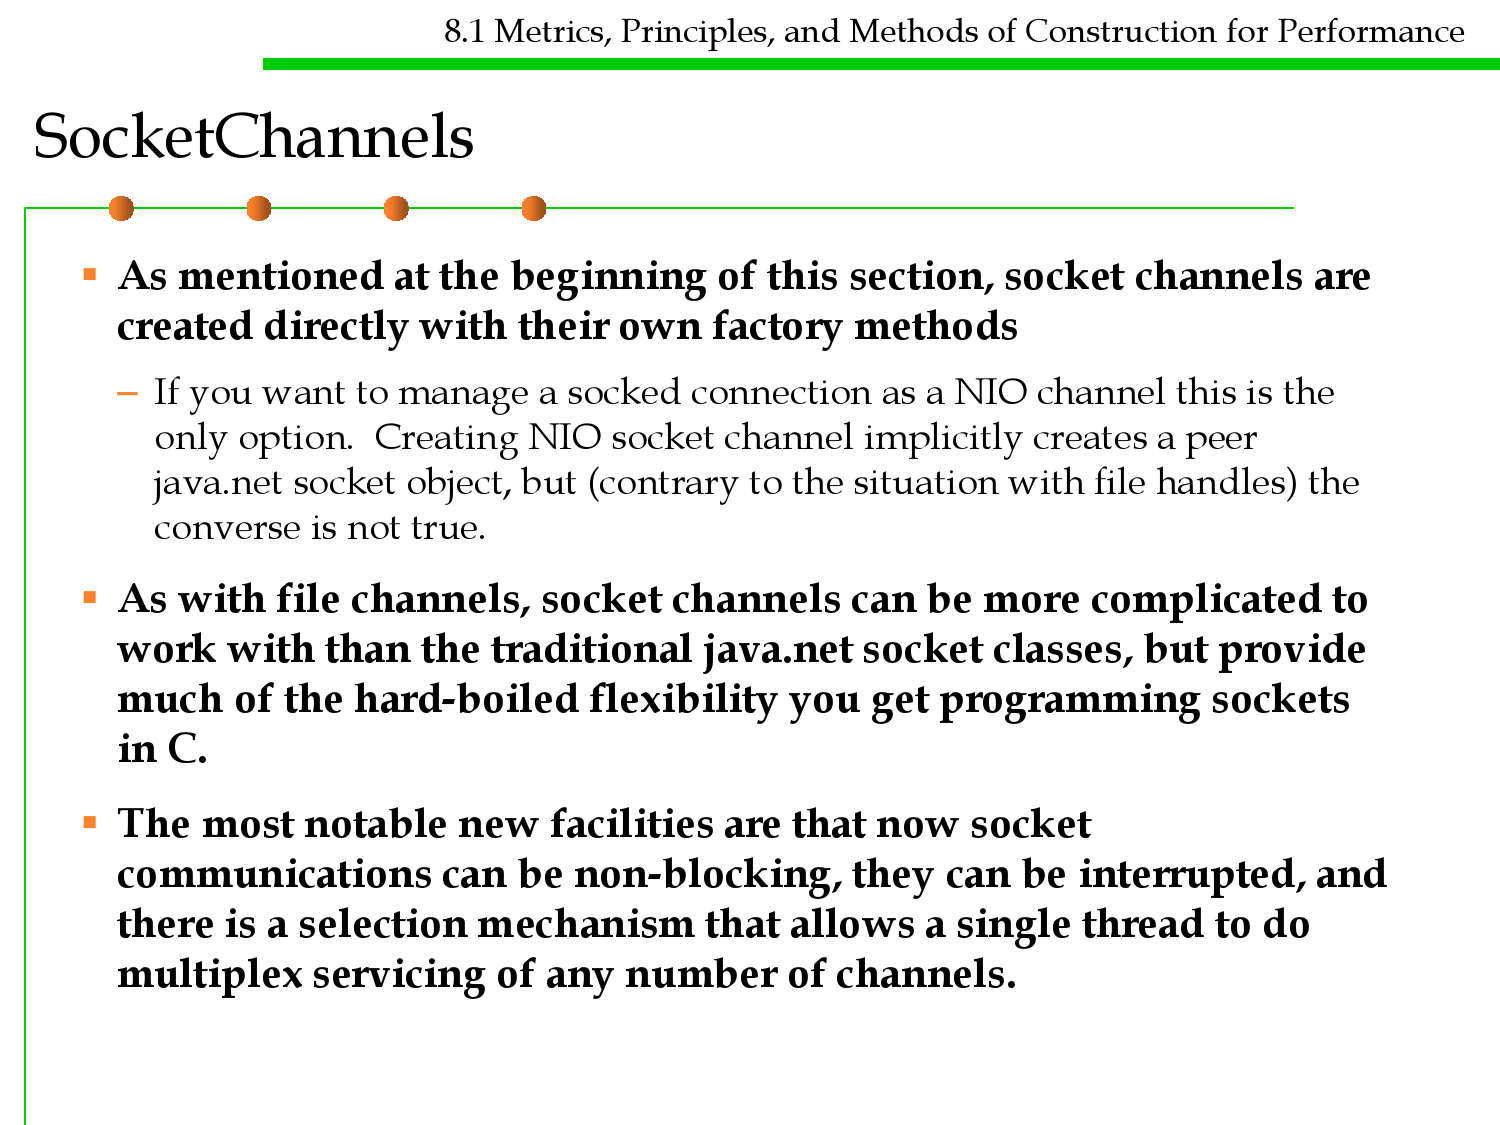 8.1 Metrics, Principles, and Methods of Construction for Performance
SocketChannels
▪ As mentioned at the beginning of this section, socket channels are
created directly with their own factory methods
– If you want to manage a socked connection as a NIO channel this is the
only option.  Creating NIO socket channel implicitly creates a peer
java.net socket object, but (contrary to the situation with file handles) the
converse is not true.
▪ As with file channels, socket channels can be more complicated to
work with than the traditional java.net socket classes, but provide
much of the hard-boiled flexibility you get programming sockets
in C.
▪ The most notable new facilities are that now socket
communications can be non-blocking, they can be interrupted, and
there is a selection mechanism that allows a single thread to do
multiplex servicing of any number of channels.